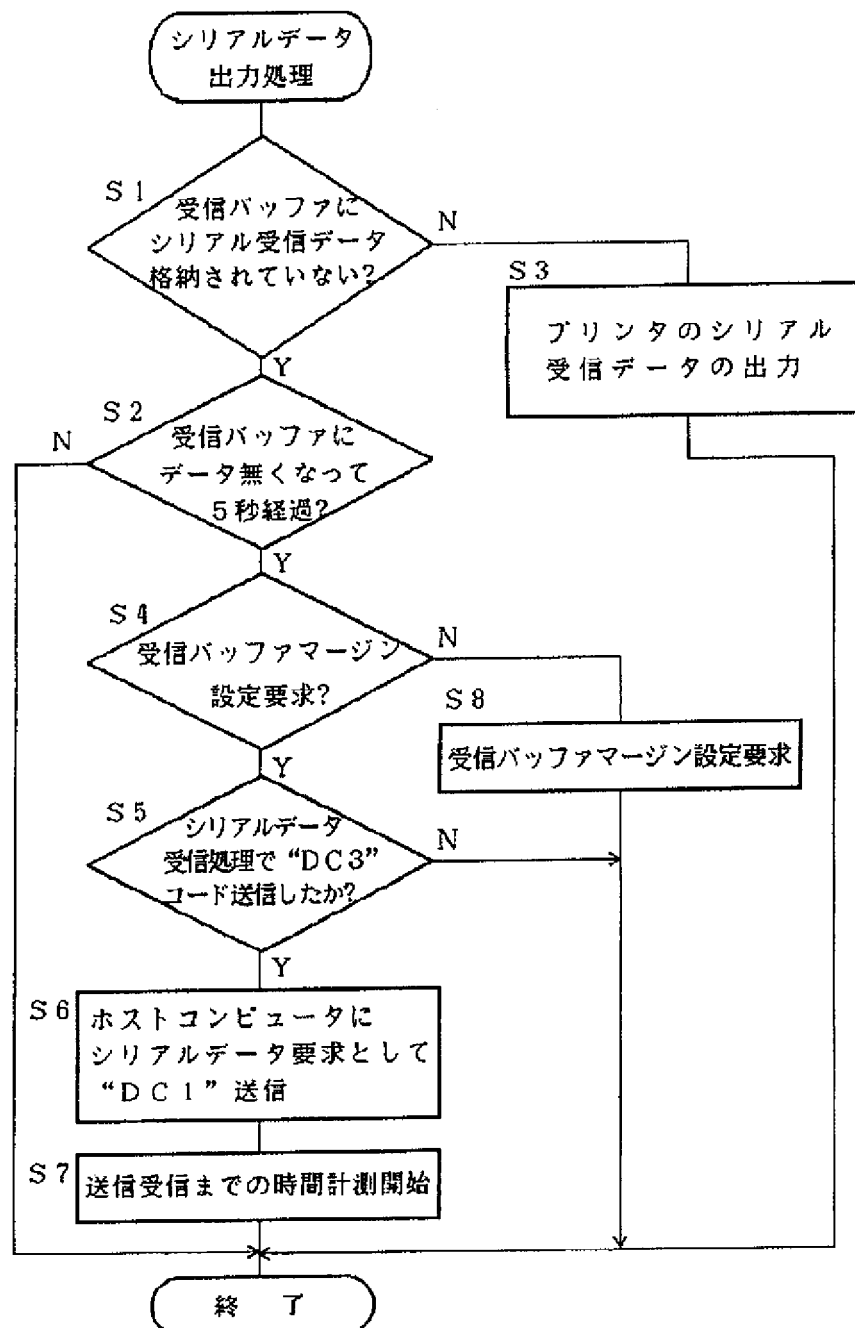 シリアルデータ
出力処理
S1
受信バッファに
シリアル受信データ
格納されていない?
N
Y
S3
プリンタのシリアル
受信データの出力
S2
受信バッファに
データ無くなって
5秒経過?
N
Y
S4
受信バッファマージン
設定要求?
N
Y
S8
受信バッファマージン設定要求
S5
シリアルデータ
受信処理で“DC3”
コード送信したか?
N
Y
S6
ホストコンピュータに
シリアルデータ要求として
“DC1”送信
S7
送信受信までの時間計測開始
終 了